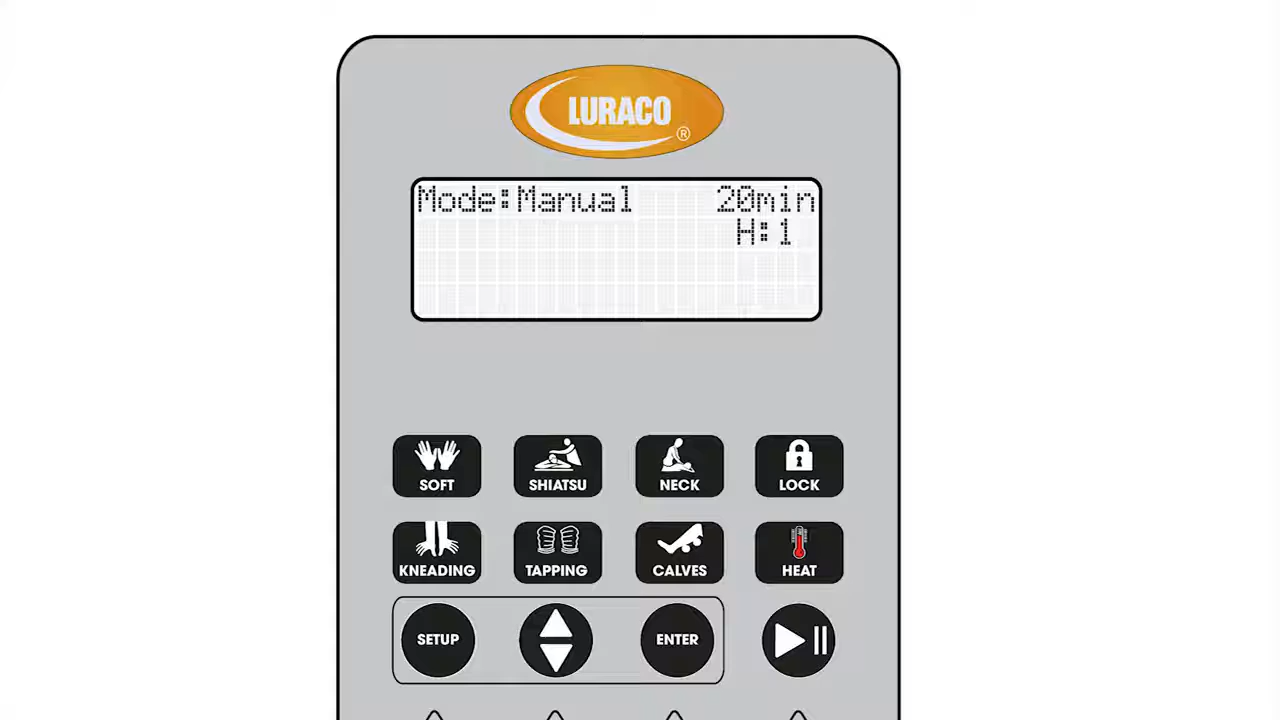 LURACO
®
Mode:Manual 20min
H:1
SOFT SHIATSU NECK LOCK
KNEADING TAPPING CALVES HEAT
SETUP ENTER